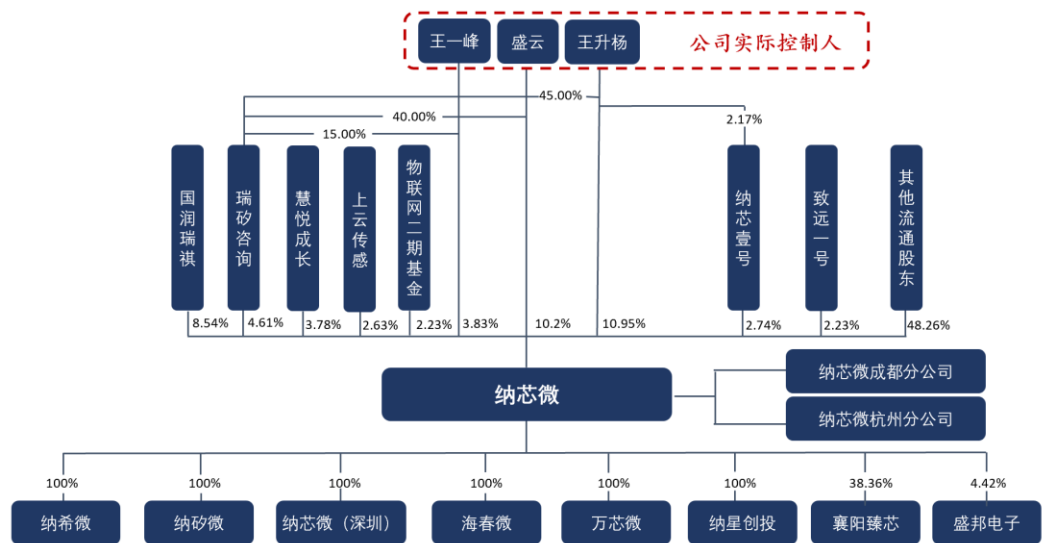 王一峰
盛云
王升杨
公司实际控制人
45.00%
40.00%
15.00%
2.17%
国润瑞祺
瑞矽咨询
慧悦成长
上云传感
物联网二期基金
纳芯壹号
致远一号
其他流通股东
8.54%
4.61%
3.78%
2.63%
2.23%
3.83%
10.2%
10.95%
2.74%
2.23%
48.26%
纳芯微
纳芯微成都分公司
纳芯微杭州分公司
100%
100%
100%
100%
100%
100%
38.36%
4.42%
纳希微
纳矽微
纳芯微（深圳）
海春微
万芯微
纳星创投
襄阳臻芯
盛邦电子